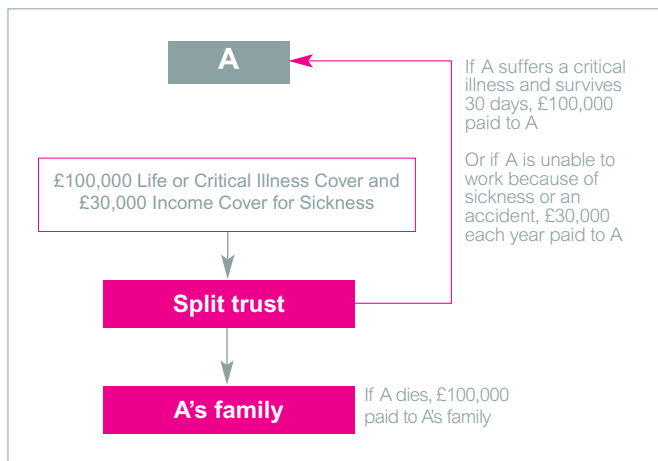 A
If A suffers a critical
illness and survives
30 days, £100,000
paid to A
Or if A is unable to
work because of
sickness or an
accident, £30,000
each year paid to A
£100,000 Life or Critical Illness Cover and
£30,000 Income Cover for Sickness
Split trust
A’s family
If A dies, £100,000
paid to A’s family